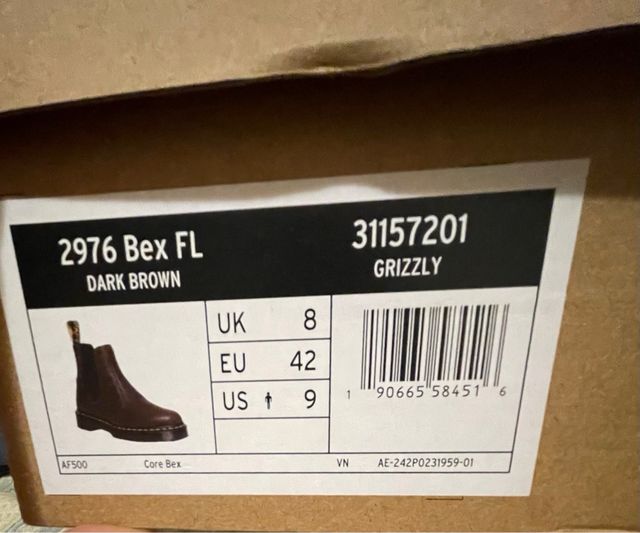 2976 Bex FL
DARK BROWN
31157201
GRIZZLY
UK 8
EU 42
US 9
1 90665 58451 6
AF500
Core Bex
VN
AE-242P0231959-01